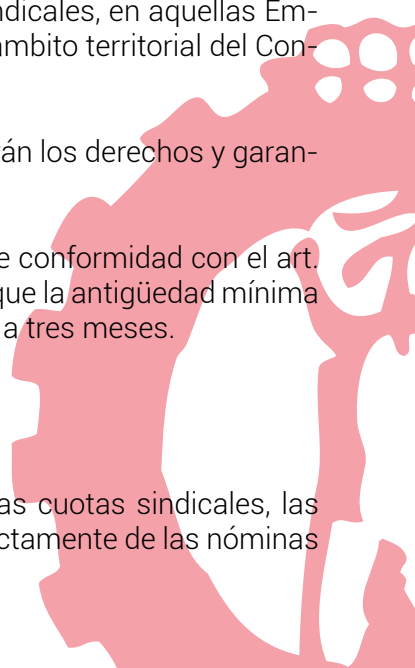 ndicales, en aquellas Em-
ámbito territorial del Con-
rán los derechos y garan-
e conformidad con el art.
que la antigüedad mínima
a tres meses.
as cuotas sindicales, las
ctamente de las nóminas